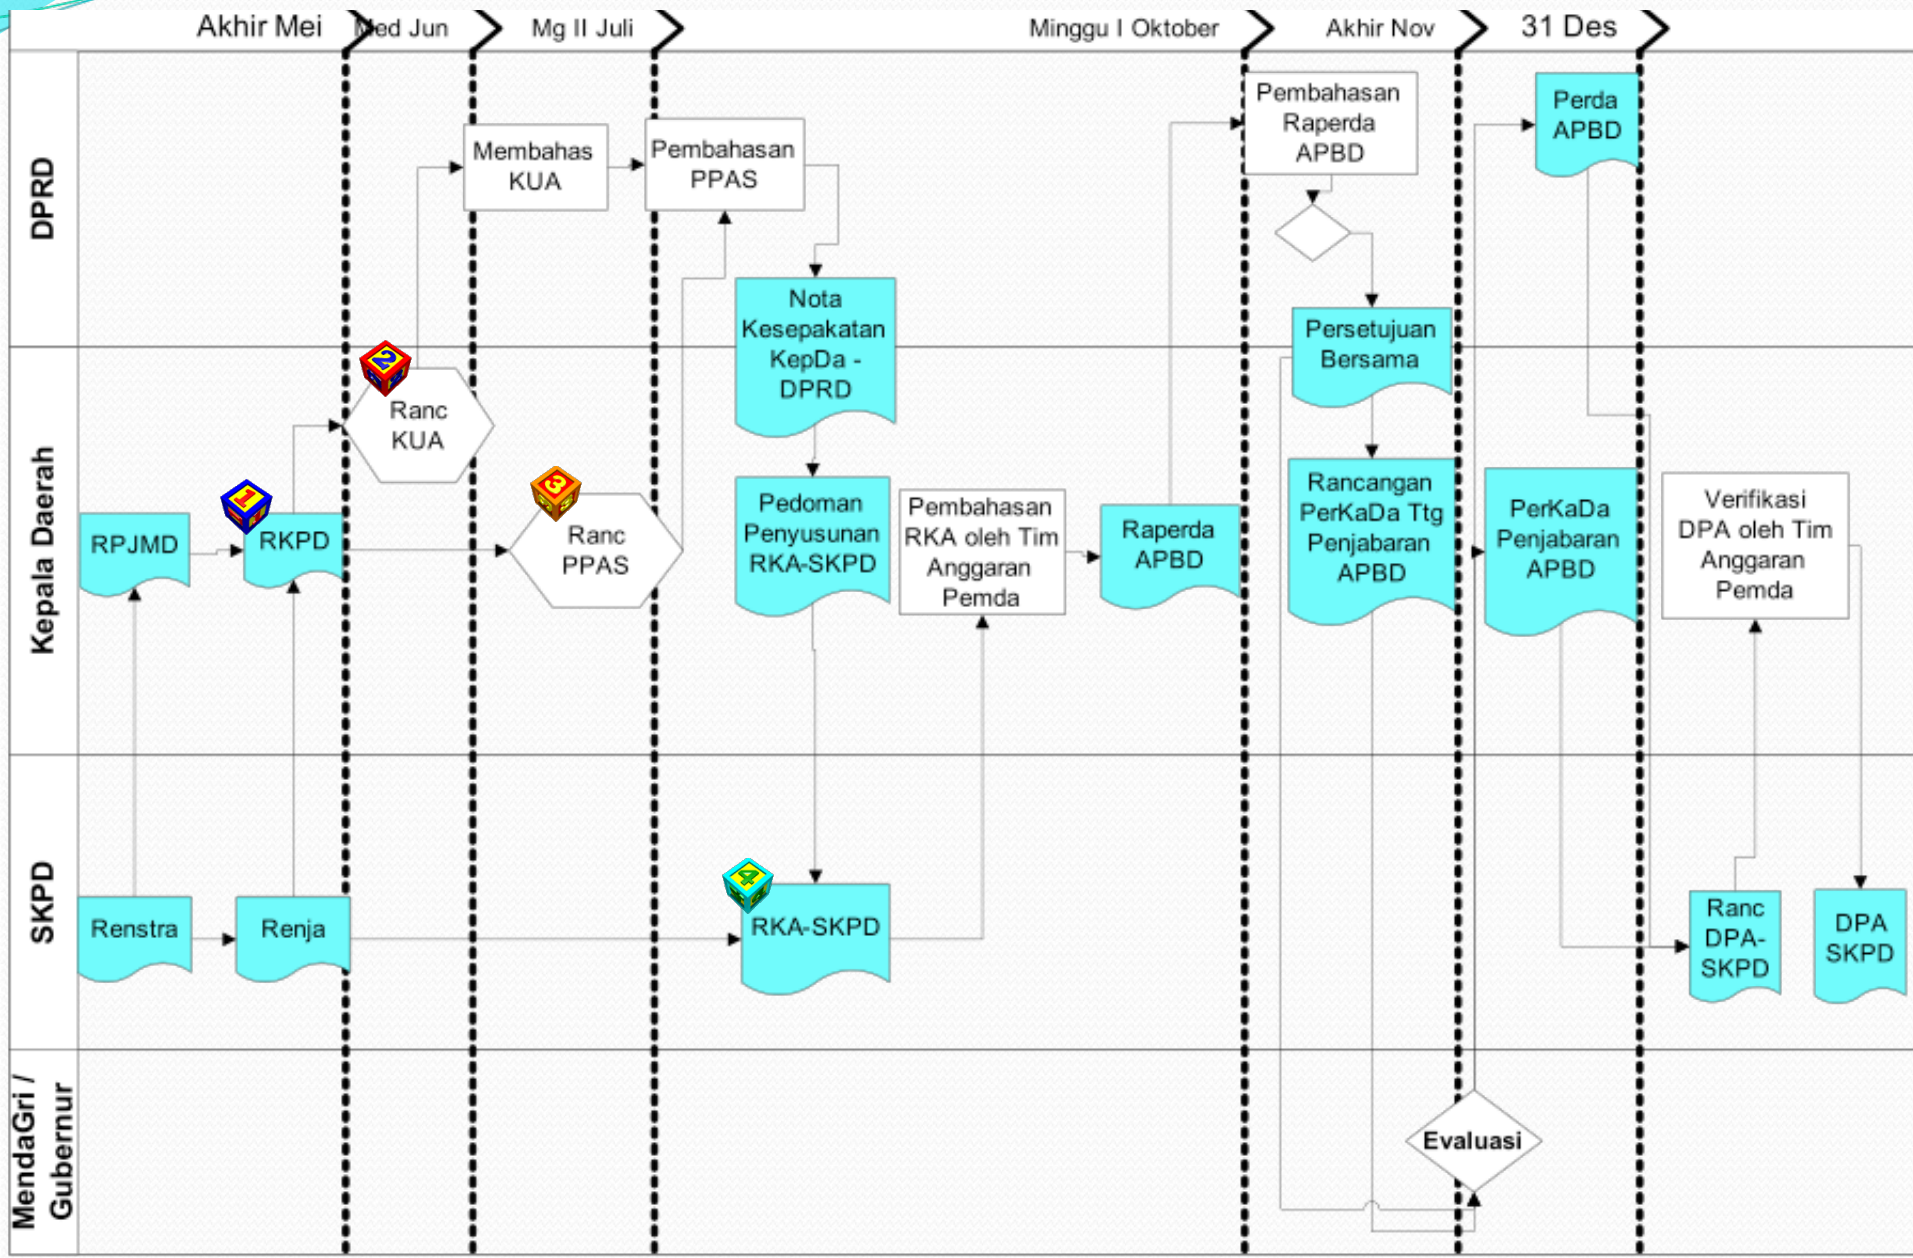 Akhir Mei
Med Jun
Mg II Juli
Minggu I Oktober
Akhir Nov
31 Des
DPRD
Membahas
KUA
Pembahasan
PPAS
Nota
Kesepakatan
KepDa -
DPRD
Pembahasan
Raperda
APBD
Persetujuan
Bersama
Perda
APBD
Kepala Daerah
RPJMD
1
RKPD
2
Ranc
KUA
3
Ranc
PPAS
Pedoman
Penyusunan
RKA-SKPD
Pembahasan
RKA oleh Tim
Anggaran
Pemda
Raperda
APBD
Rancangan
PerKaDa Ttg
Penjabaran
APBD
PerKaDa
Penjabaran
APBD
Verifikasi
DPA oleh Tim
Anggaran
Pemda
SKPD
Renstra
Renja
4
RKA-SKPD
Ranc
DPA-
SKPD
DPA
SKPD
MendaGri /
Gubernur
Evaluasi